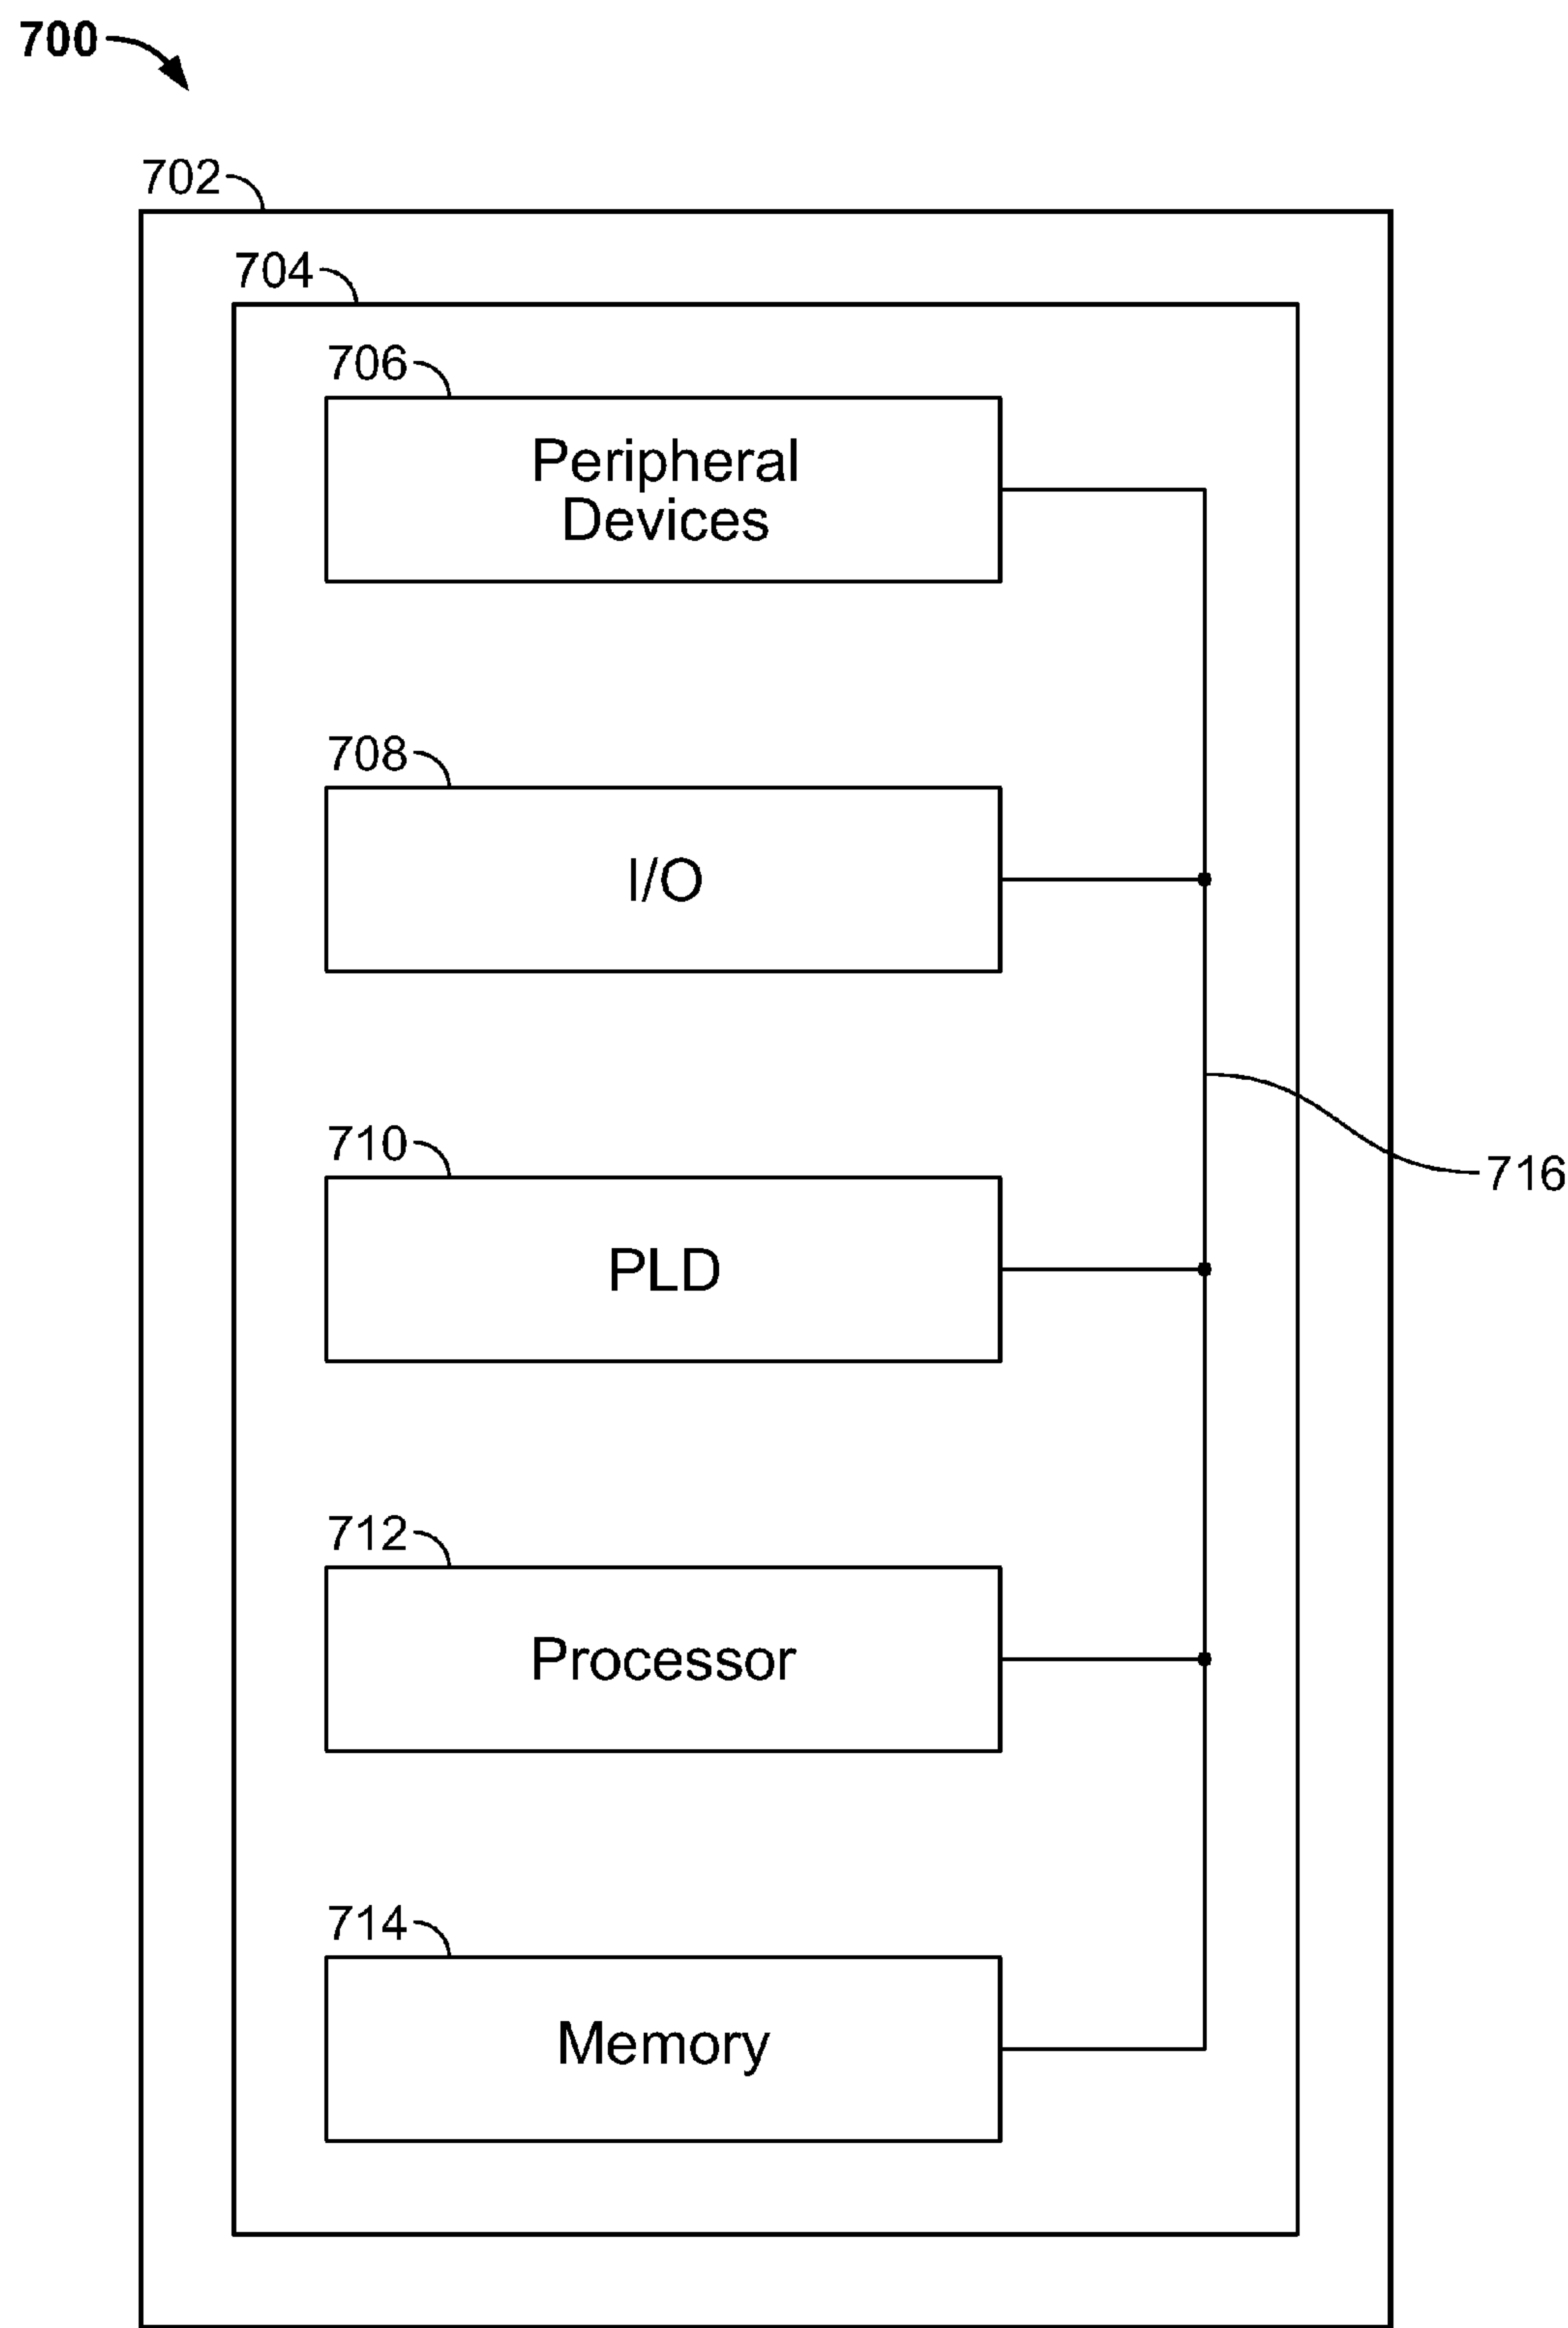 700
702
704
706
Peripheral
Devices
708
I/O
710
PLD
716
712
Processor
714
Memory